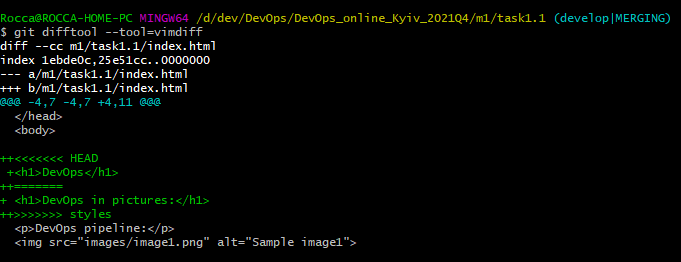 Rocca@ROCCA-HOME-PC MINGW64 /d/dev/DevOps/DevOps_online_Kyiv_2021Q4/m1/task1.1 (develop|MERGING)
$ git difftool --tool=vimdiff
diff --cc m1/task1.1/index.html
index 1ebde0c,25e51cc..0000000
--- a/m1/task1.1/index.html
+++ b/m1/task1.1/index.html
@@@ -4,7 -4,7 +4,11 @@@
  </head>
  <body>
++<<<<<<< HEAD
 +<h1>DevOps</h1>
++=======
+ <h1>DevOps in pictures:</h1>
++>>>>>>> styles
  <p>DevOps pipeline:</p>
  <img src="images/image1.png" alt="Sample image1">